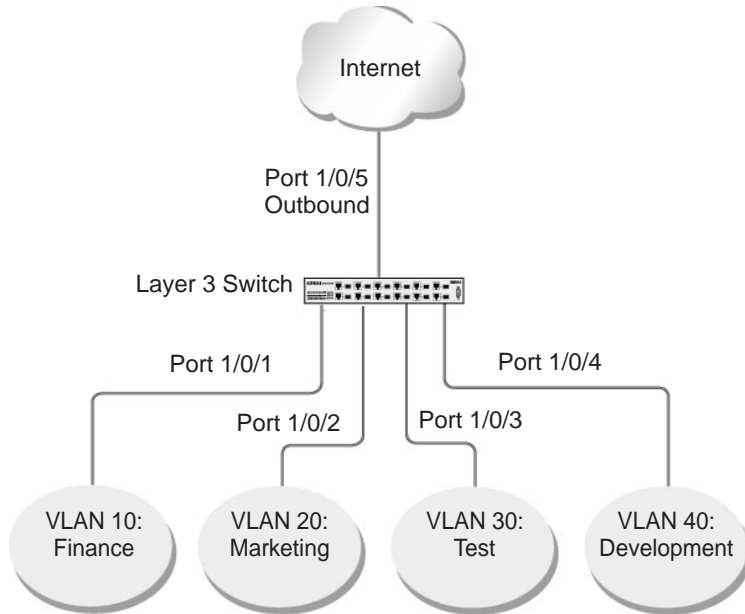 Internet
Port 1/0/5
Outbound
Layer 3 Switch
Port 1/0/1
Port 1/0/4
Port 1/0/2
Port 1/0/3
VLAN 10:
Finance
VLAN 20:
Marketing
VLAN 30:
Test
VLAN 40:
Development